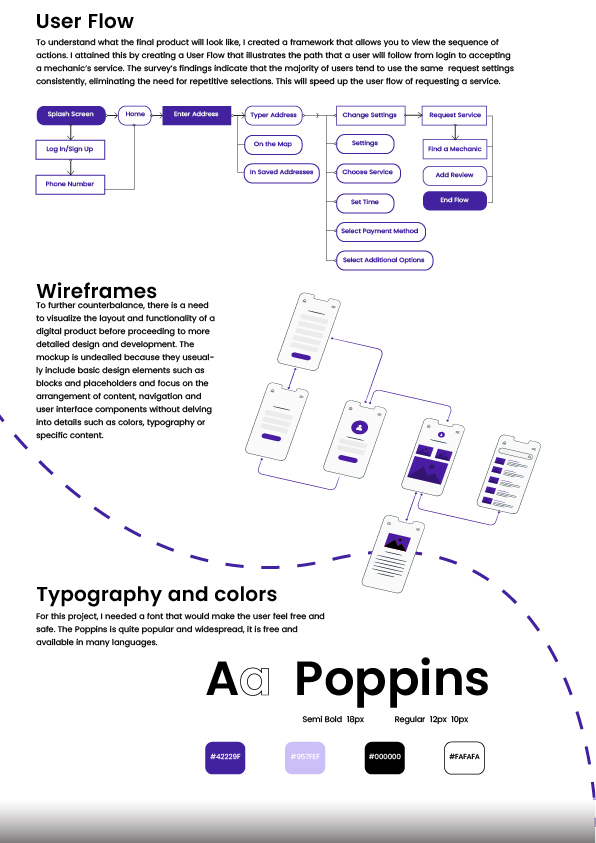 User Flow
To understand what the final product will look like, I created a framework that allows you to view the sequence of
actions. I attained this by creating a User Flow that illustrates the path that a user will follow from login to accepting
a mechanic's service. The survey's findings indicate that the majority of users tend to use the same request settings
consistently, eliminating the need for repetitive selections. This will speed up the user flow of requesting a service.
Splash Screen
Home
Enter Address
Typer Address
Change Settings
Request Service
Log In/Sign Up
On the Map
Settings
Find a Mechanic
Phone Number
In Saved Addresses
Choose Service
Add Review
Set Time
End Flow
Select Payment Method
Select Additional Options
Wireframes
To further counterbalance, there is a need
to visualize the layout and functionality of a
digital product before proceeding to more
detailed design and development. The
mockup is undeailed because they useual-
ly include basic design elements such as
blocks and placeholders and focus on the
arrangement of content, navigation and
user interface components without delving
into details such as colors, typography or
specific content.
Typography and colors
For this project, I needed a font that would make the user feel free and
safe. The Poppins is quite popular and widespread, it is free and
available in many languages.
Aa Poppins
Semi Bold 18px Regular 12px 10px
#42229F
#957FEF
#000000
#FAFAFA